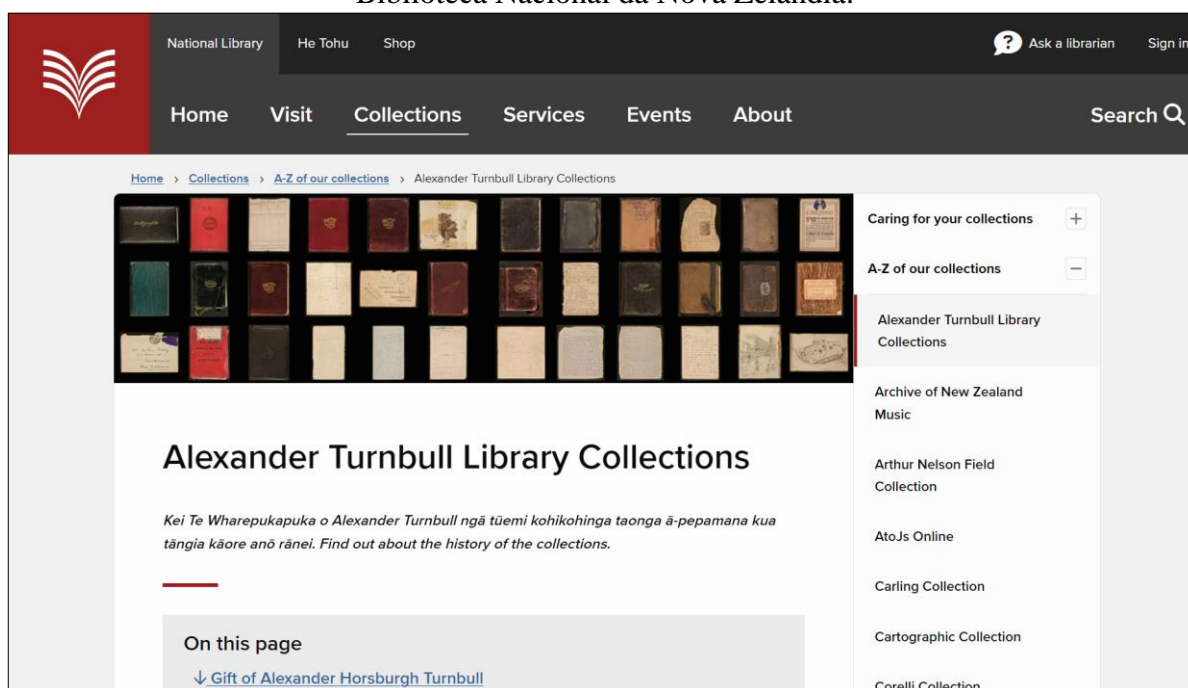 Biblioteca Nacional da Nova Zelândia.
National Library He Tohu Shop
? Ask a librarian Sign in
Home Visit Collections Services Events About
Search
Home › Collections › A-Z of our collections › Alexander Turnbull Library Collections
Alexander Turnbull Library Collections
Kei Te Wharepukapuka o Alexander Turnbull ngā tūemi kohikohinga taonga ā-pepamana kua
tāngia kāore anō rānei. Find out about the history of the collections.
On this page
↓ Gift of Alexander Horsburgh Turnbull
Caring for your collections +
A-Z of our collections −
Alexander Turnbull Library
Collections
Archive of New Zealand
Music
Arthur Nelson Field
Collection
AtoJs Online
Carling Collection
Cartographic Collection
Corelli Collection